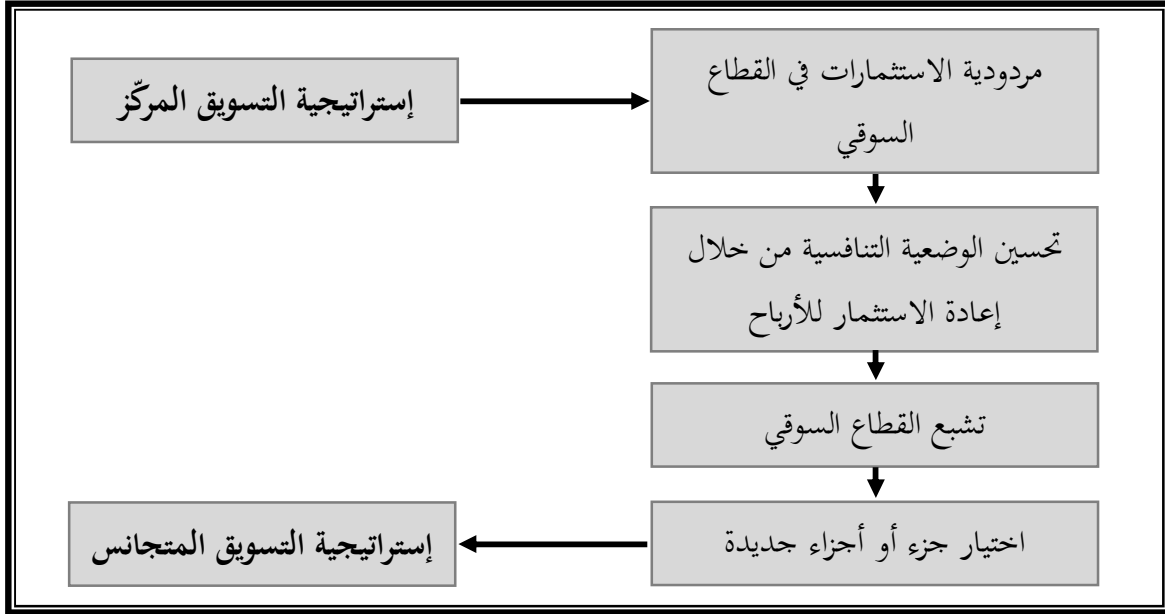 إستراتيجية التسويق المركّز
مردودية الاستثمارات في القطاع
السوقي
تحسين الوضعية التنافسية من خلال
إعادة الاستثمار للأرباح
تشبع القطاع السوقي
اختيار جزء أو أجزاء جديدة
إستراتيجية التسويق المتجانس